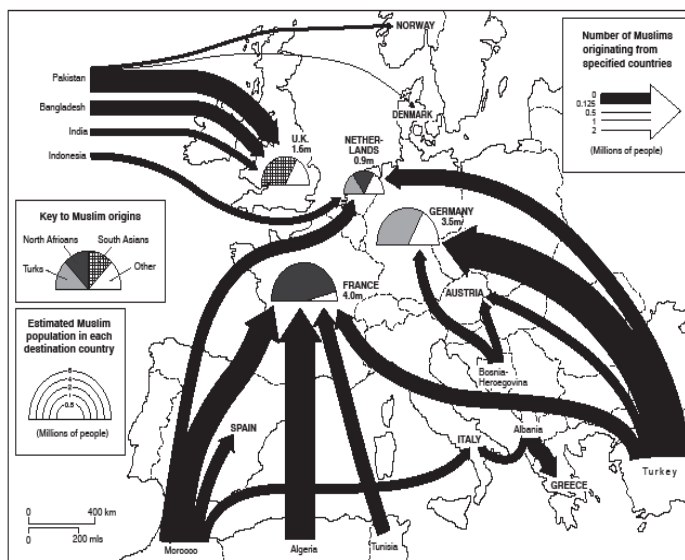 NORWAY
Number of Muslims
originating from
specified countries
0
0.125
0.5
1
2
(Millions of people)
Pakistan
Bangladesh
India
Indonesia
DENMARK
U.K.
1.6m
NETHER-
LANDS
0.9m
Key to Muslim origins
North Africans
South Asians
Turks
Other
GERMANY
3.5m
FRANCE
4.0m
AUSTRIA
Estimated Muslim
population in each
destination country
(Millions of people)
Bosnia-
Hercegovina
SPAIN
ITALY
Albania
GREECE
Turkey
0
400 km
0
200 mls
Morocco
Algeria
Tunisia